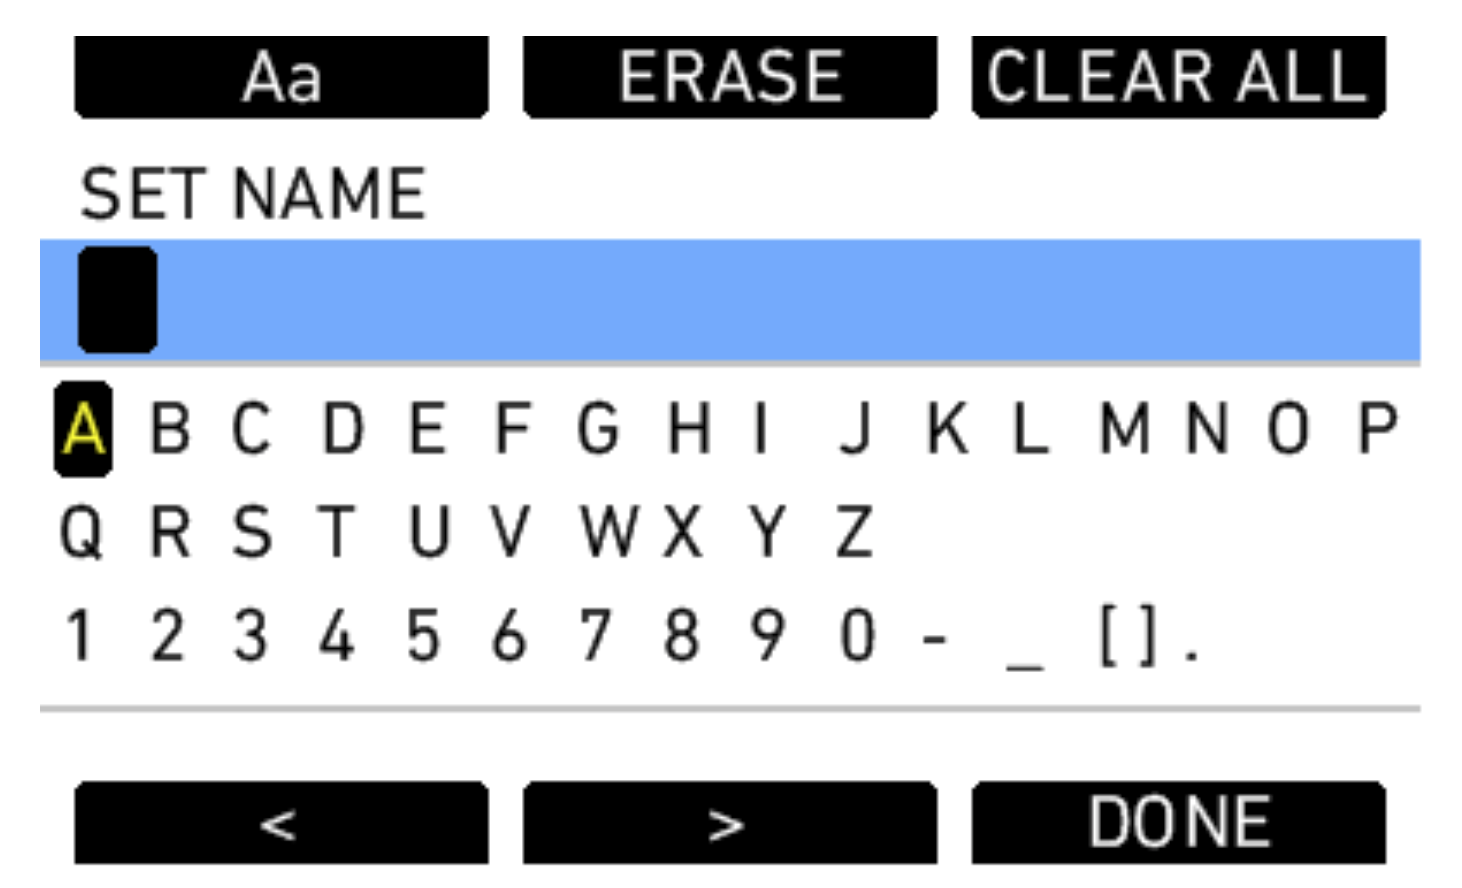 Aa ERASE CLEAR ALL
SET NAME
A B C D E F G H I J K L M N O P
Q R S T U V W X Y Z
1 2 3 4 5 6 7 8 9 0 - _ [ ] .
< > DONE